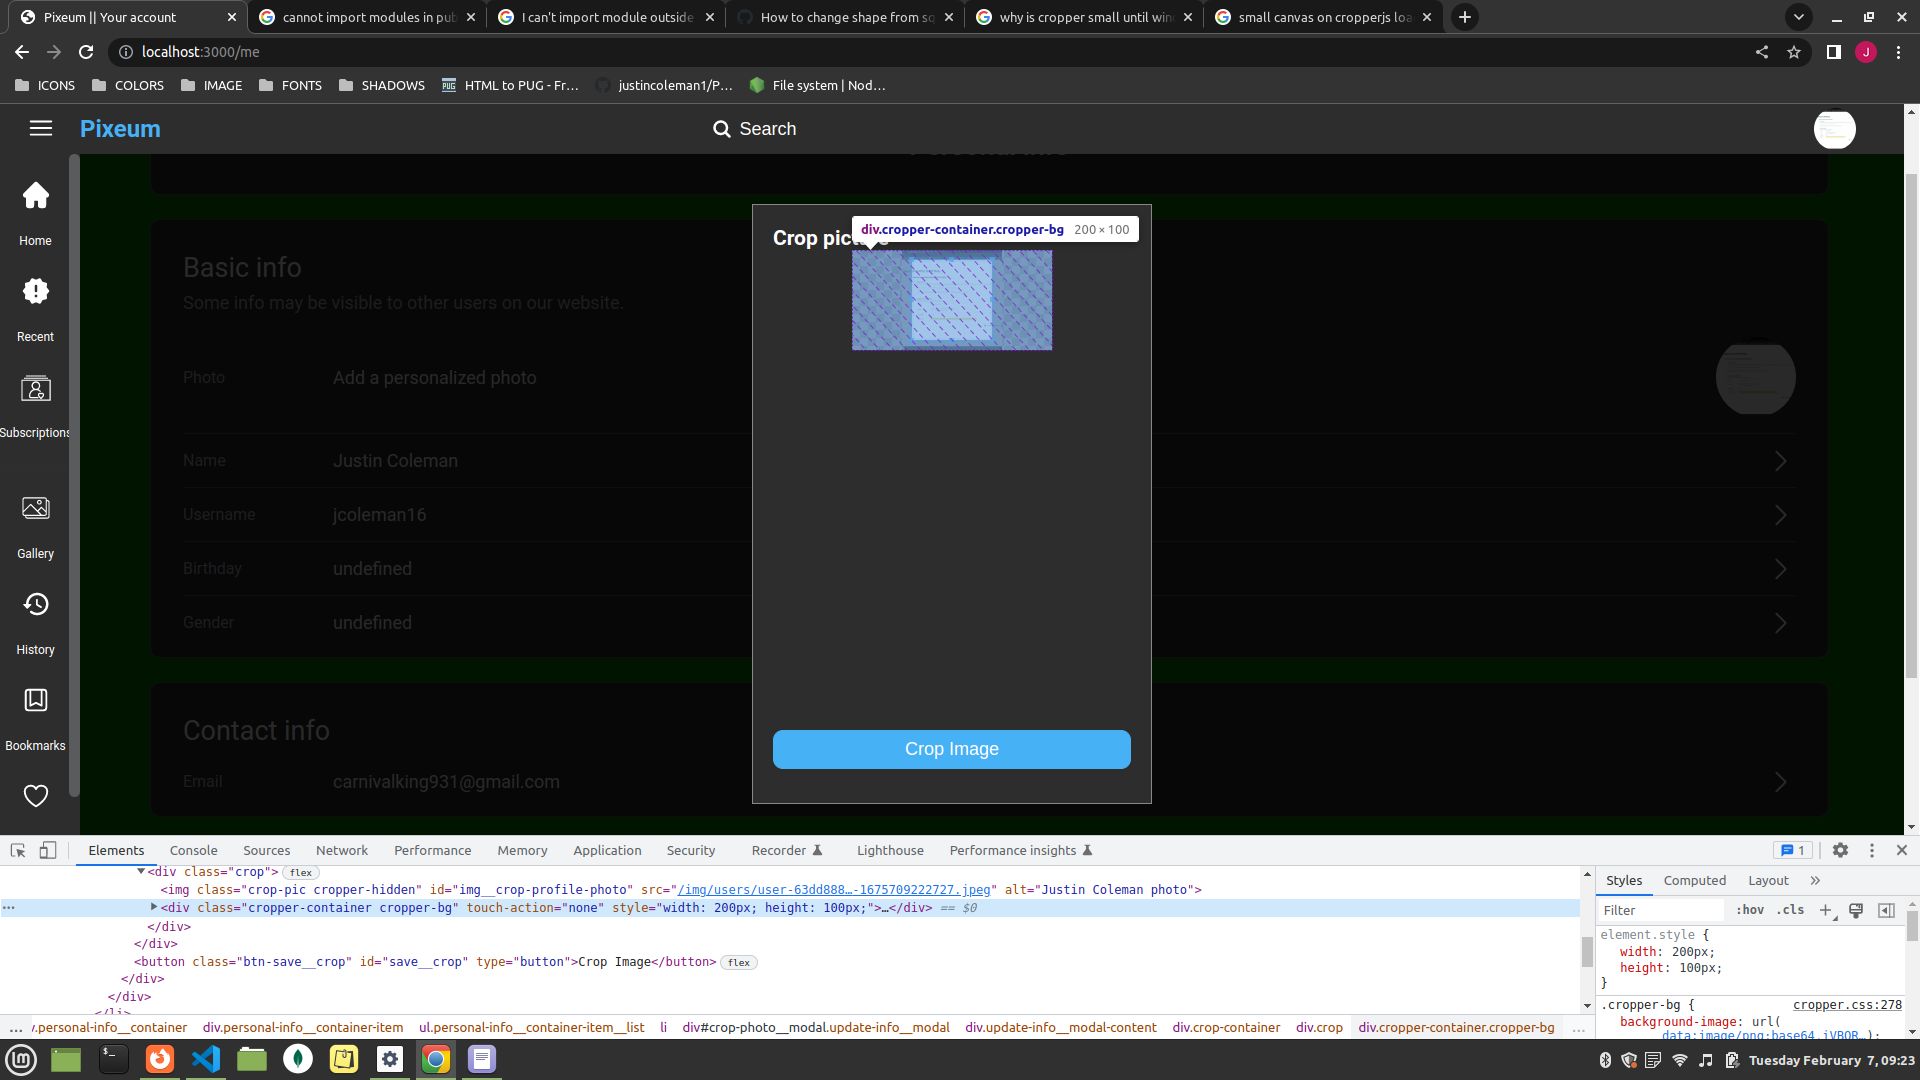 Pixeum || Your account
cannot import modules in pub
I can't import module outside
How to change shape from sq
why is cropper small until win
small canvas on cropperjs loa
localhost:3000/me
J
ICONS
COLORS
IMAGE
FONTS
SHADOWS
HTML to PUG - Fr...
justincoleman1/P...
File system | Nod...
Pixeum
Search
Home
Recent
Subscriptions
Gallery
History
Bookmarks
Basic info
Some info may be visible to other users on our website.
Photo
Add a personalized photo
Name
Justin Coleman
Username
jcoleman16
Birthday
undefined
Gender
undefined
Contact info
Email
carnivalking931@gmail.com
Crop picture
div.cropper-container.cropper-bg 200 × 100
Crop Image
Elements
Console
Sources
Network
Performance
Memory
Application
Security
Recorder
Lighthouse
Performance insights
1
<div class="crop"> flex
<img class="crop-pic cropper-hidden" id="img__crop-profile-photo" src="/img/users/user-63dd888…-1675709222727.jpeg" alt="Justin Coleman photo">
<div class="cropper-container cropper-bg" touch-action="none" style="width: 200px; height: 100px;">…</div> == $0
</div>
</div>
<button class="btn-save__crop" id="save__crop" type="button">Crop Image</button> flex
</div>
</div>
</li>
... v.personal-info__container div.personal-info__container-item ul.personal-info__container-item__list li div#crop-photo__modal.update-info__modal div.update-info__modal-content div.crop-container div.crop div.cropper-container.cropper-bg ...
Styles
Computed
Layout
Filter
:hov
.cls
element.style {
width: 200px;
height: 100px;
}
.cropper-bg { cropper.css:278
background-image: url(
data:image/png;base64,iVBOR…);
Tuesday February 7, 09:23